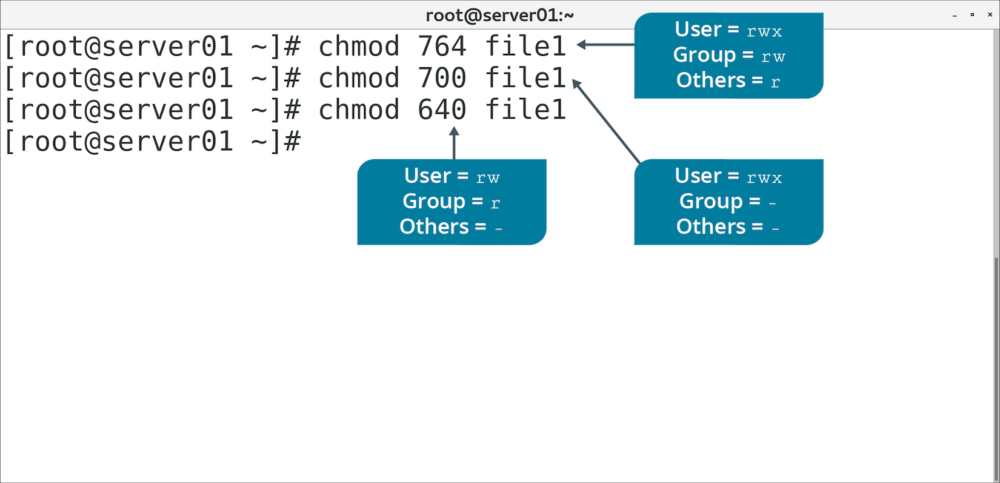 root@server01:~
[root@server01 ~]# chmod 764 file1
[root@server01 ~]# chmod 700 file1
[root@server01 ~]# chmod 640 file1
[root@server01 ~]#
User = rwx
Group = rw
Others = r
User = rw
Group = r
Others = -
User = rwx
Group = -
Others = -